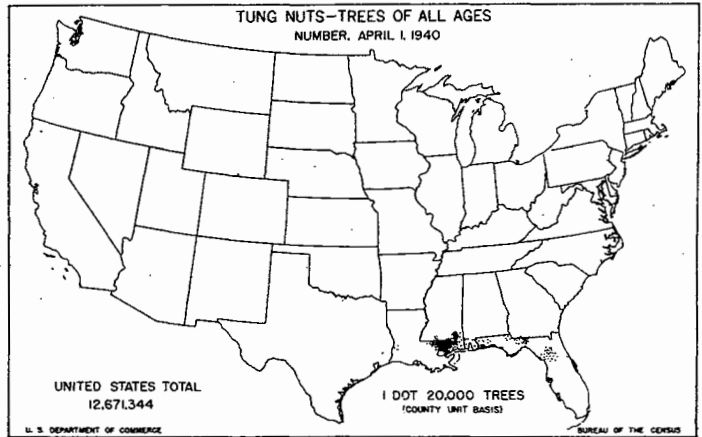 TUNG NUTS-TREES OF ALL AGES
NUMBER, APRIL 1, 1940
UNITED STATES TOTAL
12,671,344
1 DOT 20,000 TREES
(COUNTY UNIT BASIS)
U. S. DEPARTMENT OF COMMERCE
BUREAU OF THE CENSUS